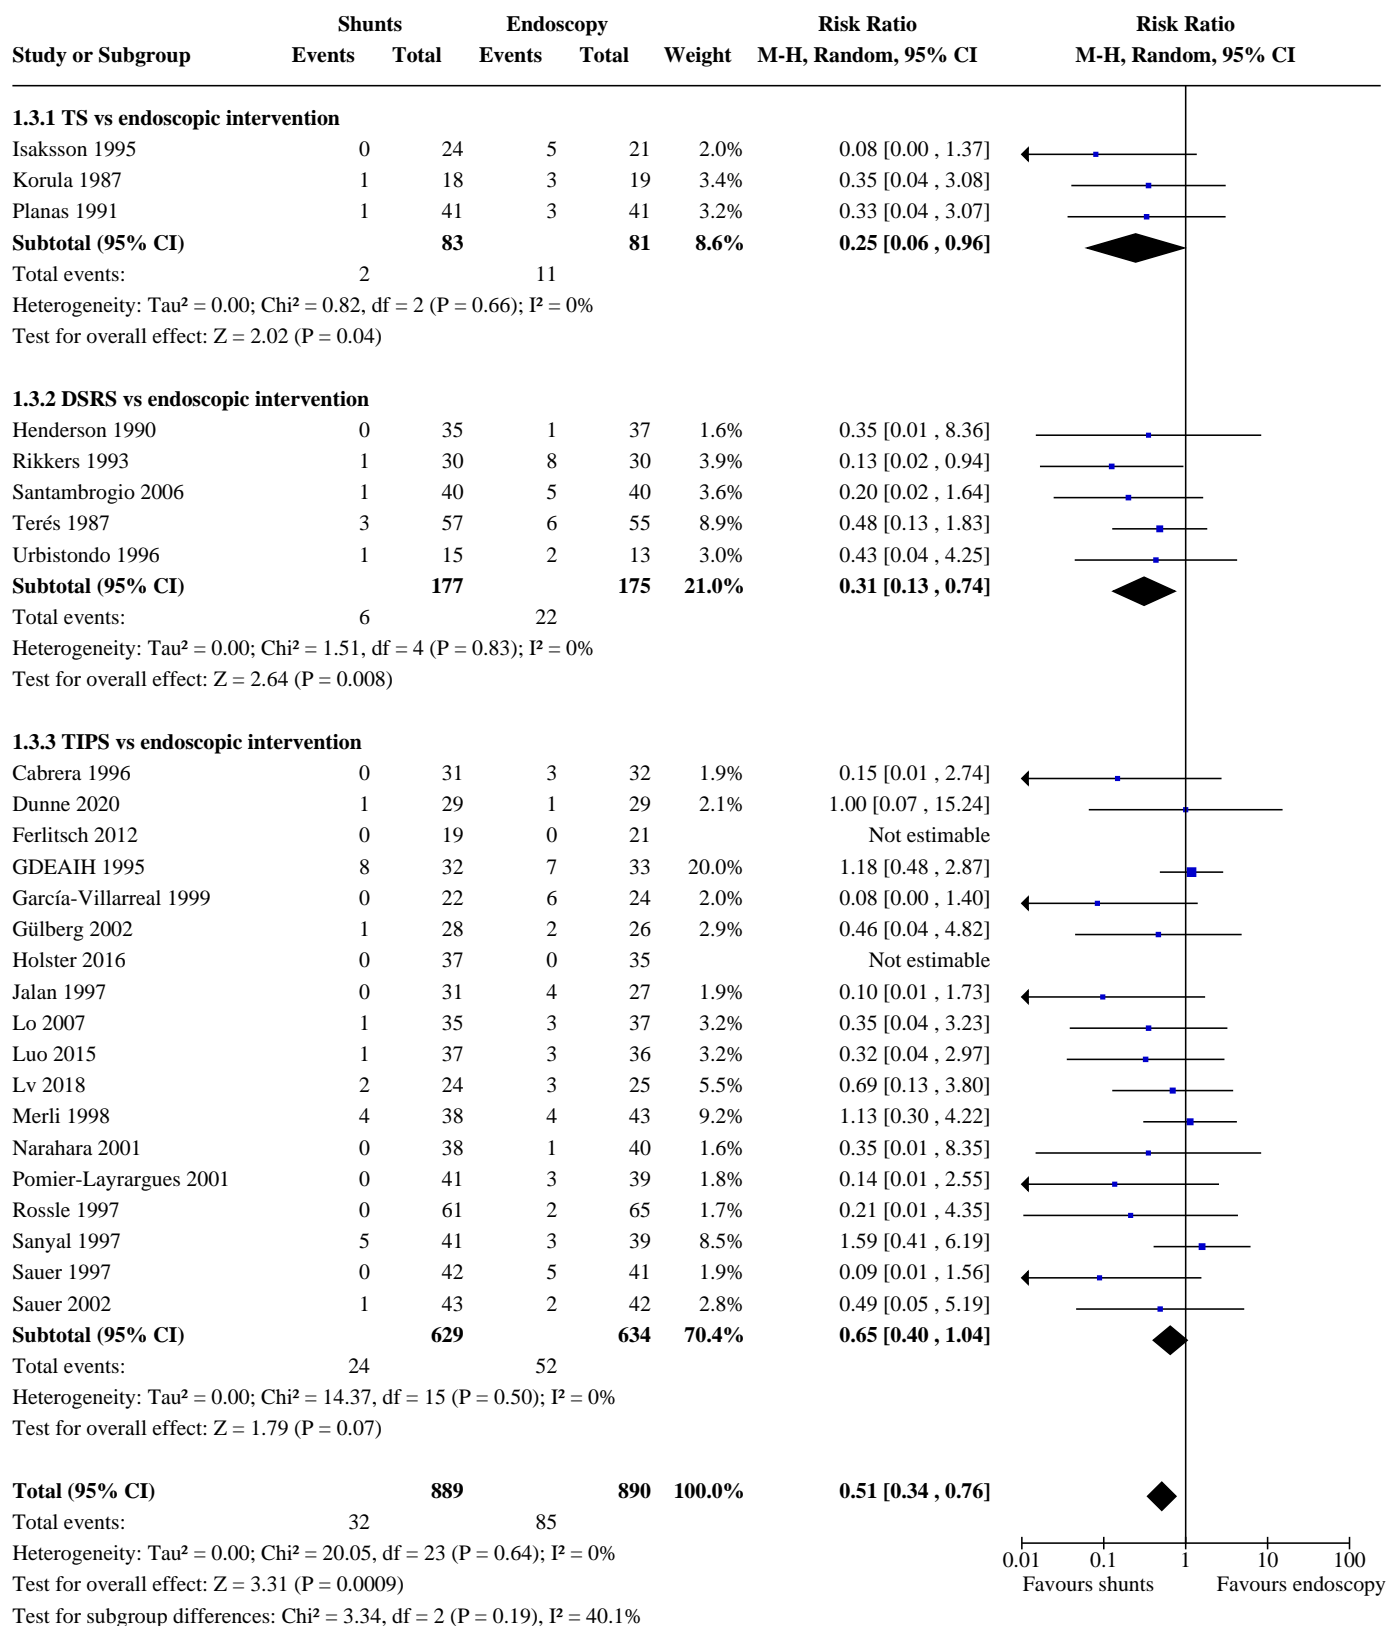 Shunts Endoscopy Risk Ratio Risk Ratio
Study or Subgroup Events Total Events Total Weight M-H, Random, 95% CI M-H, Random, 95% CI
1.3.1 TS vs endoscopic intervention
Isaksson 1995 0 24 5 21 2.0% 0.08 [0.00 , 1.37]
Korula 1987 1 18 3 19 3.4% 0.35 [0.04 , 3.08]
Planas 1991 1 41 3 41 3.2% 0.33 [0.04 , 3.07]
Subtotal (95% CI) 83 81 8.6% 0.25 [0.06 , 0.96]
Total events: 2 11
Heterogeneity: Tau² = 0.00; Chi² = 0.82, df = 2 (P = 0.66); I² = 0%
Test for overall effect: Z = 2.02 (P = 0.04)
1.3.2 DSRS vs endoscopic intervention
Henderson 1990 0 35 1 37 1.6% 0.35 [0.01 , 8.36]
Rikkers 1993 1 30 8 30 3.9% 0.13 [0.02 , 0.94]
Santambrogio 2006 1 40 5 40 3.6% 0.20 [0.02 , 1.64]
Terés 1987 3 57 6 55 8.9% 0.48 [0.13 , 1.83]
Urbistondo 1996 1 15 2 13 3.0% 0.43 [0.04 , 4.25]
Subtotal (95% CI) 177 175 21.0% 0.31 [0.13 , 0.74]
Total events: 6 22
Heterogeneity: Tau² = 0.00; Chi² = 1.51, df = 4 (P = 0.83); I² = 0%
Test for overall effect: Z = 2.64 (P = 0.008)
1.3.3 TIPS vs endoscopic intervention
Cabrera 1996 0 31 3 32 1.9% 0.15 [0.01 , 2.74]
Dunne 2020 1 29 1 29 2.1% 1.00 [0.07 , 15.24]
Ferlitsch 2012 0 19 0 21 Not estimable
GDEAIH 1995 8 32 7 33 20.0% 1.18 [0.48 , 2.87]
García-Villarreal 1999 0 22 6 24 2.0% 0.08 [0.00 , 1.40]
Gülberg 2002 1 28 2 26 2.9% 0.46 [0.04 , 4.82]
Holster 2016 0 37 0 35 Not estimable
Jalan 1997 0 31 4 27 1.9% 0.10 [0.01 , 1.73]
Lo 2007 1 35 3 37 3.2% 0.35 [0.04 , 3.23]
Luo 2015 1 37 3 36 3.2% 0.32 [0.04 , 2.97]
Lv 2018 2 24 3 25 5.5% 0.69 [0.13 , 3.80]
Merli 1998 4 38 4 43 9.2% 1.13 [0.30 , 4.22]
Narahara 2001 0 38 1 40 1.6% 0.35 [0.01 , 8.35]
Pomier-Layrargues 2001 0 41 3 39 1.8% 0.14 [0.01 , 2.55]
Rossle 1997 0 61 2 65 1.7% 0.21 [0.01 , 4.35]
Sanyal 1997 5 41 3 39 8.5% 1.59 [0.41 , 6.19]
Sauer 1997 0 42 5 41 1.9% 0.09 [0.01 , 1.56]
Sauer 2002 1 43 2 42 2.8% 0.49 [0.05 , 5.19]
Subtotal (95% CI) 629 634 70.4% 0.65 [0.40 , 1.04]
Total events: 24 52
Heterogeneity: Tau² = 0.00; Chi² = 14.37, df = 15 (P = 0.50); I² = 0%
Test for overall effect: Z = 1.79 (P = 0.07)
Total (95% CI) 889 890 100.0% 0.51 [0.34 , 0.76]
Total events: 32 85
Heterogeneity: Tau² = 0.00; Chi² = 20.05, df = 23 (P = 0.64); I² = 0% 0.01 0.1 1 10 100
Test for overall effect: Z = 3.31 (P = 0.0009) Favours shunts Favours endoscopy
Test for subgroup differences: Chi² = 3.34, df = 2 (P = 0.19), I² = 40.1%